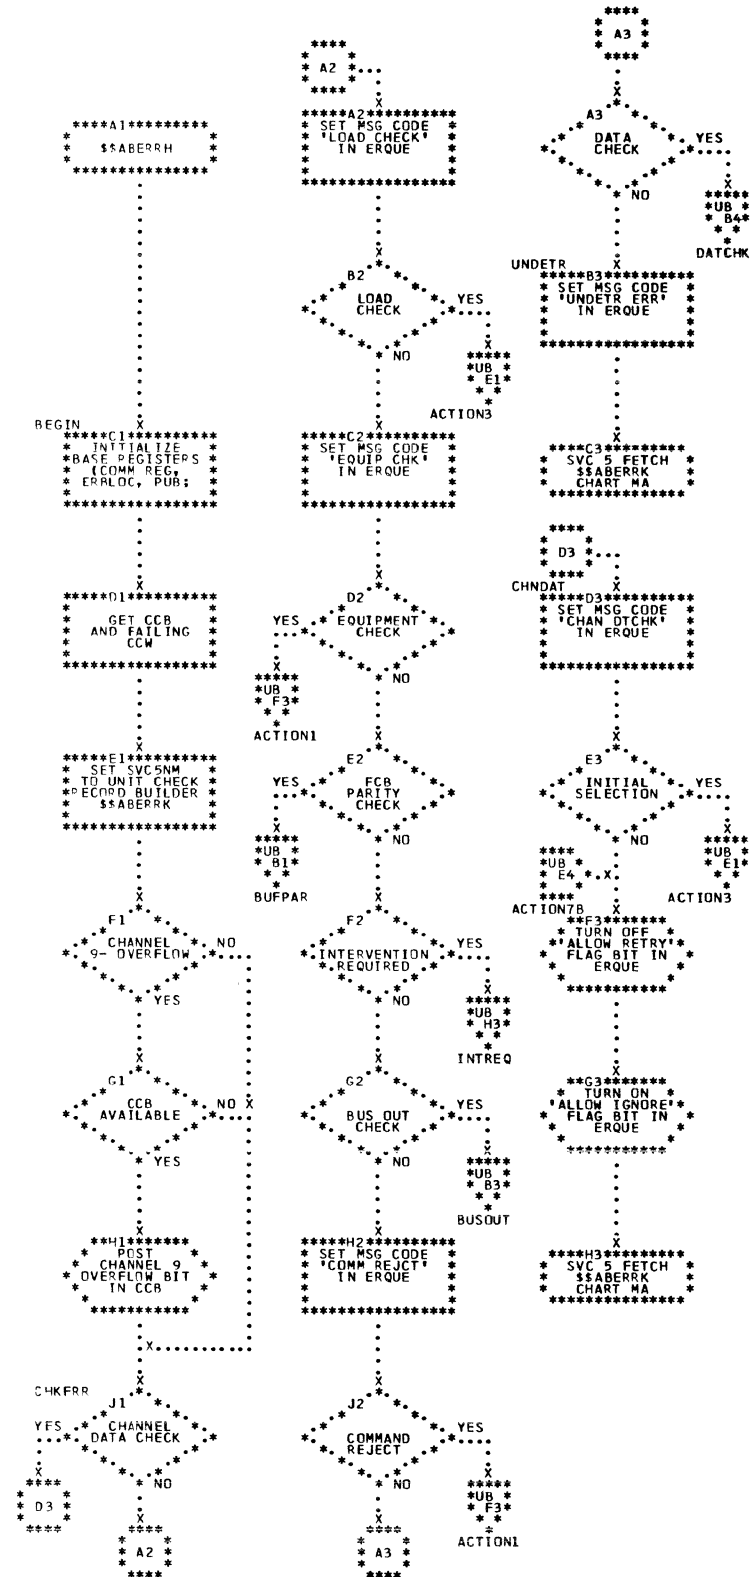 A1
$$ABERRH
BEGIN
C1
INITIALIZE
BASE REGISTERS
(COMM REG,
ERBLOC, PUB;
D1
GET CCB
AND FAILING
CCW
E1
SET SVC5NM
TO UNIT CHECK
RECORD BUILDER
$$ABERRK
F1
CHANNEL
9- OVERFLOW
NO
YES
G1
CCB
AVAILABLE
NO
YES
H1
POST
CHANNEL 9
OVERFLOW BIT
IN CCB
CHKERR
J1
YES
CHANNEL
DATA CHECK
NO
D3
A2
A2
A2
SET MSG CODE
'LOAD CHECK'
IN ERQUE
B2
LOAD
CHECK
YES
NO
UB
E1
ACTION3
C2
SET MSG CODE
'EQUIP CHK'
IN ERQUE
D2
YES
EQUIPMENT
CHECK
NO
UB
F3
ACTION1
E2
YES
FCB
PARITY
CHECK
NO
UB
B1
BUFPAR
F2
INTERVENTION
REQUIRED
YES
NO
UB
H3
INTREQ
G2
BUS OUT
CHECK
YES
NO
UB
B3
BUSOUT
H2
SET MSG CODE
'COMM REJCT'
IN ERQUE
J2
COMMAND
REJECT
YES
NO
UB
F3
ACTION1
A3
A3
A3
DATA
CHECK
YES
NO
UB
B4
DATCHK
UNDETR
B3
SET MSG CODE
'UNDETR ERR'
IN ERQUE
C3
SVC 5 FETCH
$$ABERRK
CHART MA
D3
CHNDAT
D3
SET MSG CODE
'CHAN DTCHK'
IN ERQUE
E3
INITIAL
SELECTION
YES
NO
UB
E1
ACTION3
UB
E4
ACTION7B
F3
TURN OFF
'ALLOW RETRY'
FLAG BIT IN
ERQUE
G3
TURN ON
'ALLOW IGNORE'
FLAG BIT IN
ERQUE
H3
SVC 5 FETCH
$$ABERRK
CHART MA